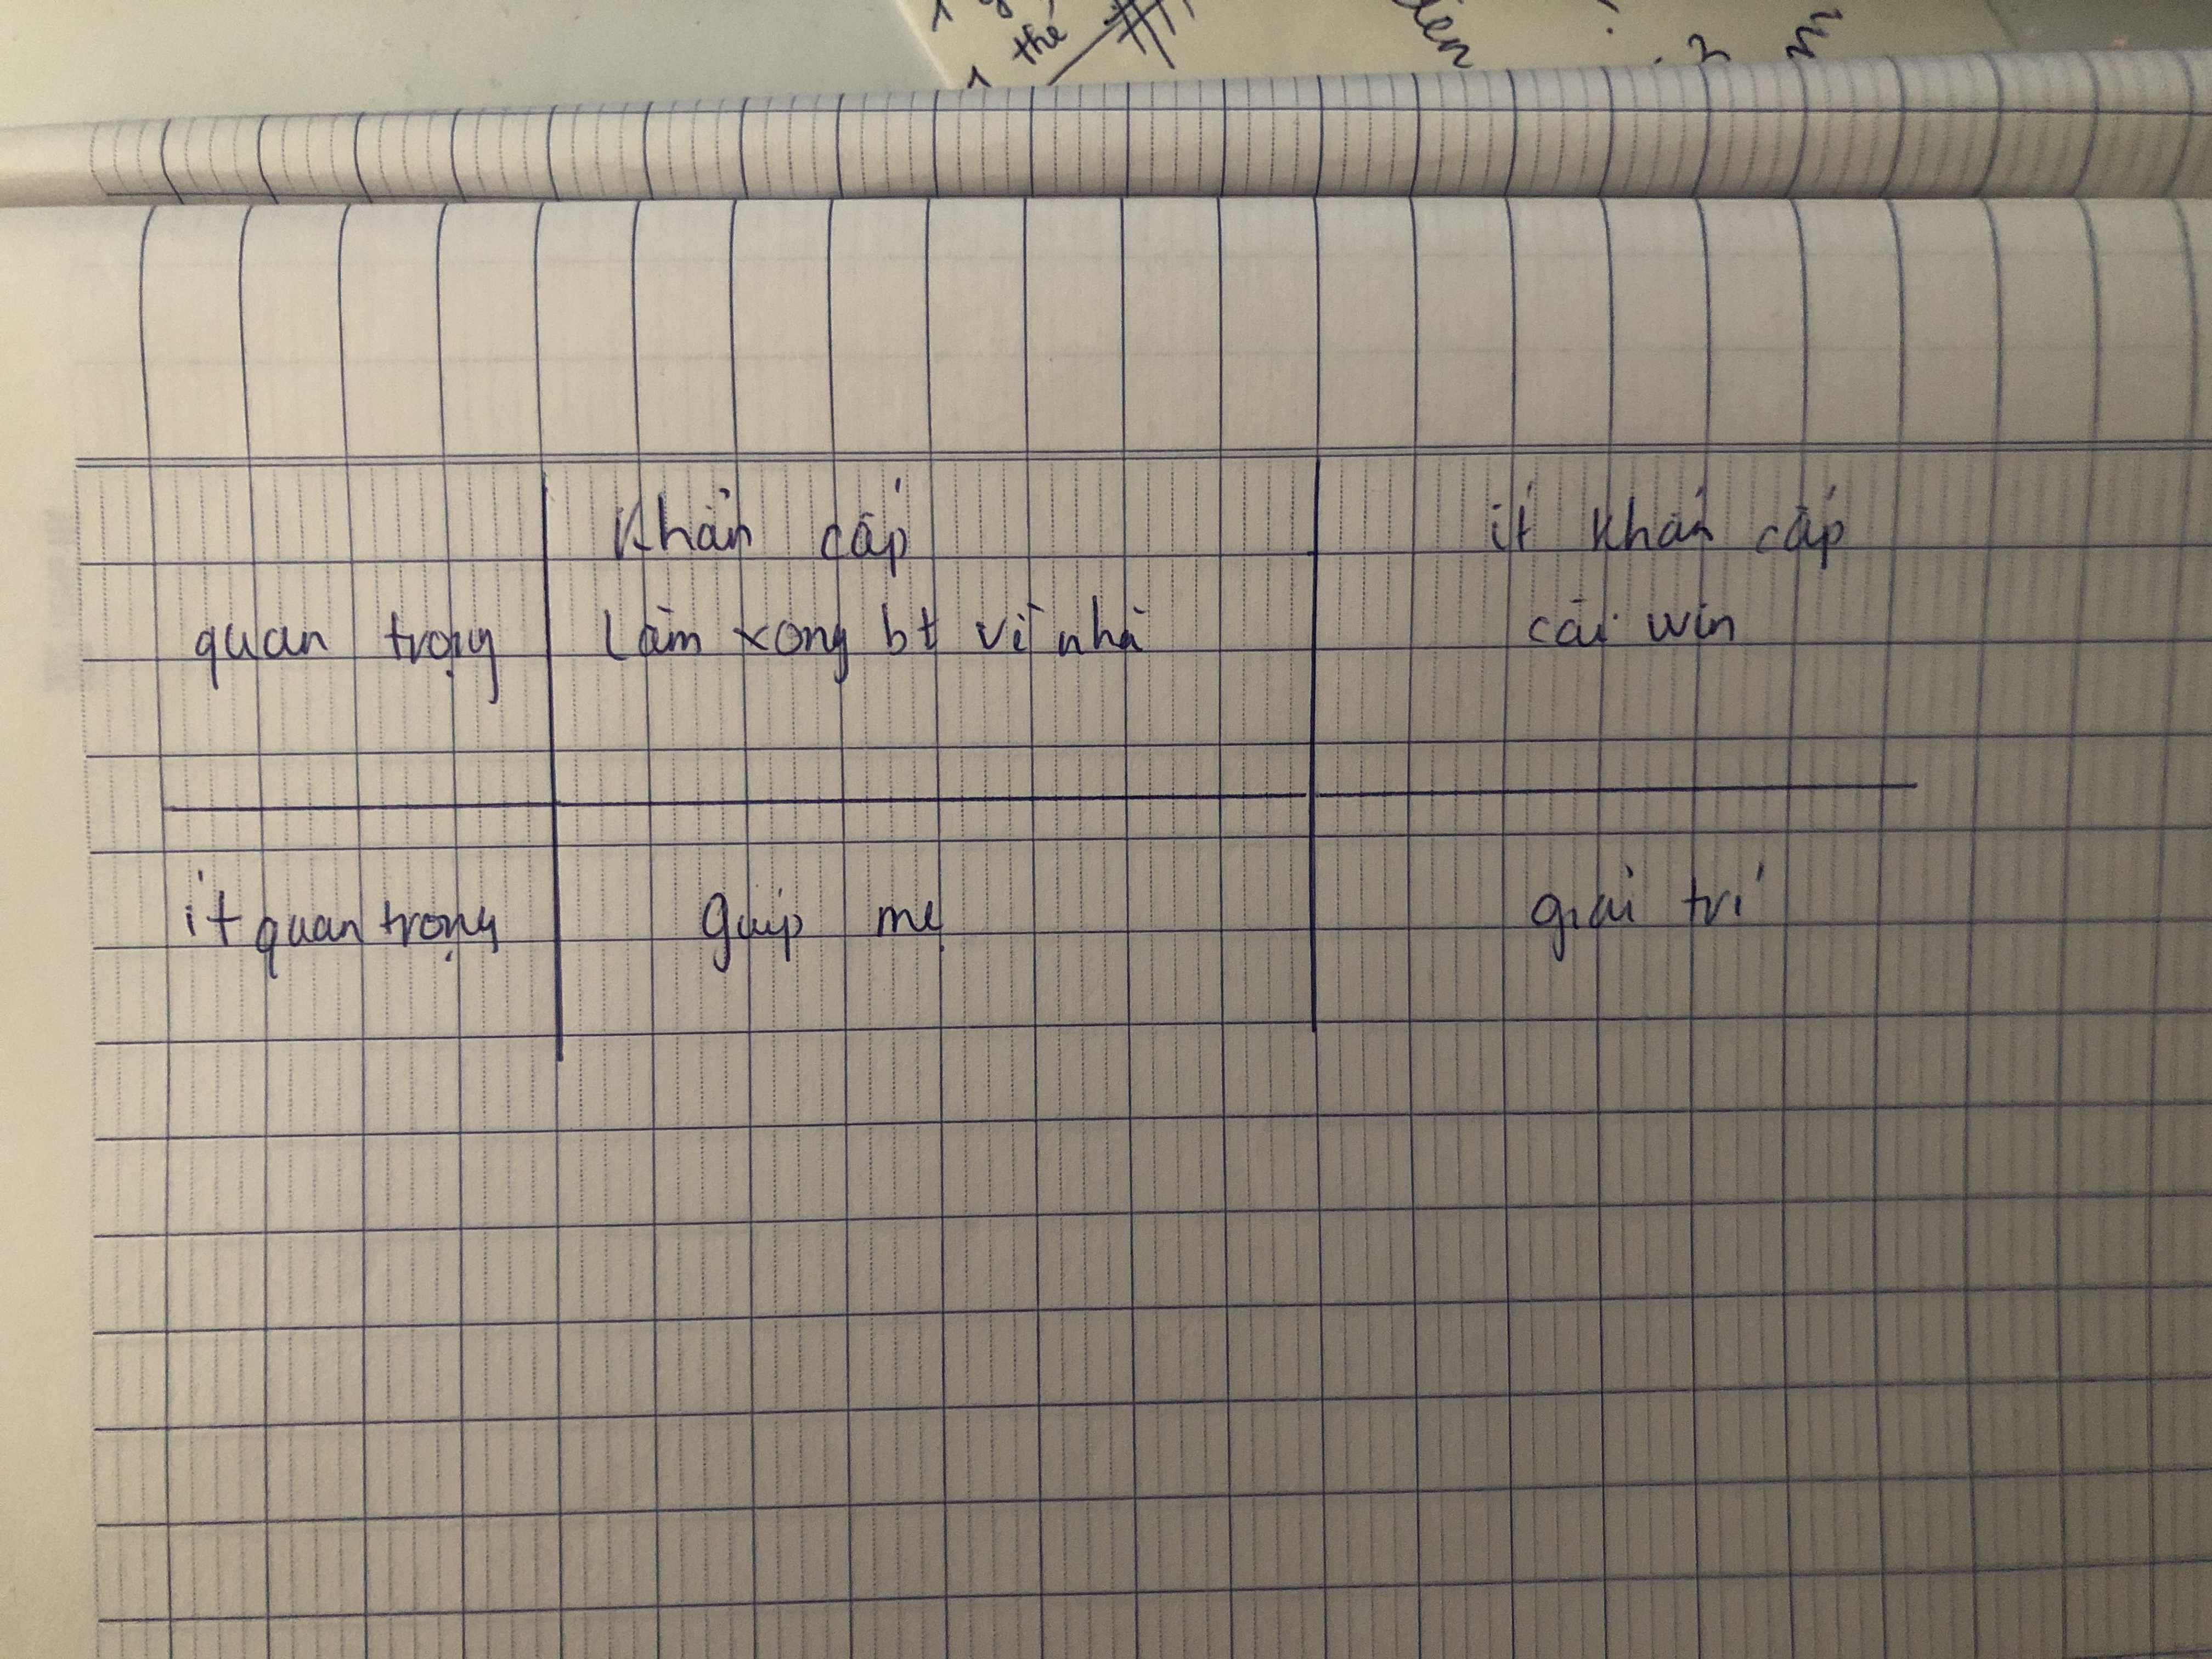 Khẩn cấp
ít khẩn cấp
quan trọng
Làm xong bt về nhà
cài win
ít quan trọng
giúp mẹ
giải trí
thế